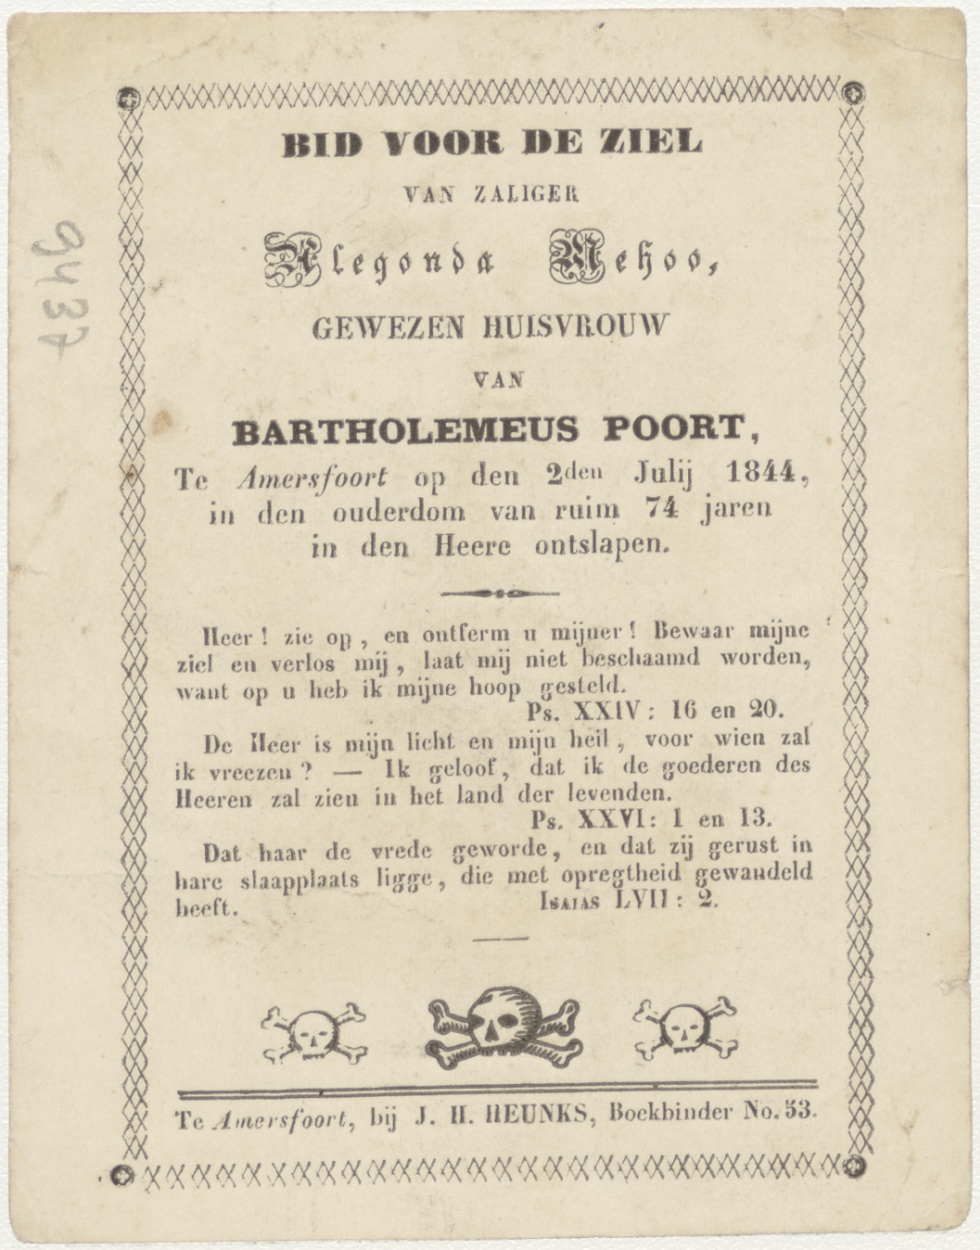 BID VOOR DE ZIEL
VAN ZALIGER
Alegonda Mehoo,
GEWEZEN HUISVROUW
VAN
BARTHOLEMEUS POORT,
Te Amersfoort op den 2den Julij 1844,
in den ouderdom van ruim 74 jaren
in den Heere ontslapen.
Heer! zie op, en ontferm u mijner! Bewaar mijne
ziel en verlos mij, laat mij niet beschaamd worden,
want op u heb ik mijne hoop gesteld.
Ps. XXIV: 16 en 20.
De Heer is mijn licht en mijn heil, voor wien zal
ik vreezen? — Ik geloof, dat ik de goederen des
Heeren zal zien in het land der levenden.
Ps. XXVI: 1 en 13.
Dat haar de vrede geworde, en dat zij gerust in
hare slaapplaats ligge, die met opregtheid gewandeld
heeft. ISAIAS LVII: 2.
Te Amersfoort, bij J. H. HEUNKS, Boekbinder No. 53.
9437